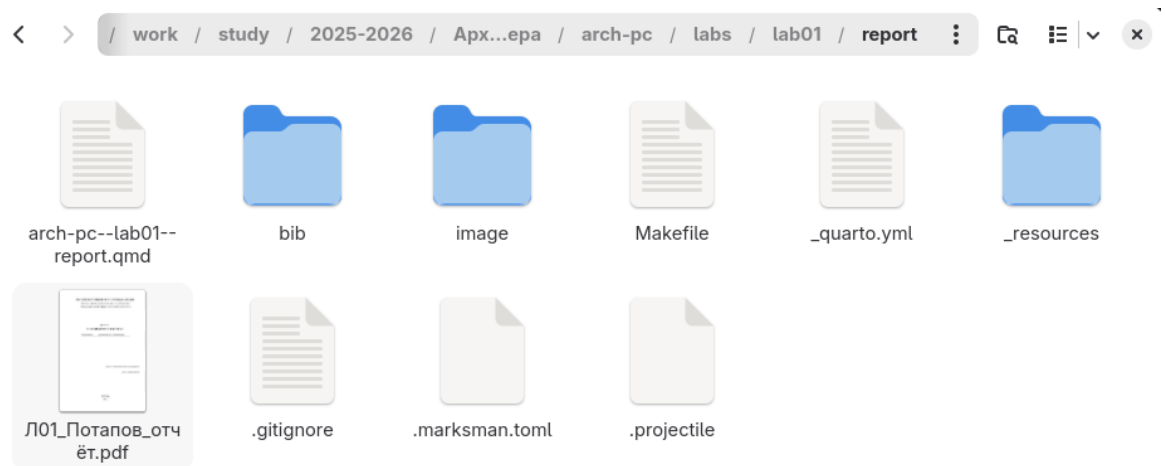 / work / study / 2025-2026 / Арх...ера / arch-pc / labs / lab01 / report
arch-pc--lab01--
report.qmd
bib
image
Makefile
_quarto.yml
_resources
Л01_Потапов_отч
ёт.pdf
.gitignore
.marksman.toml
.projectile